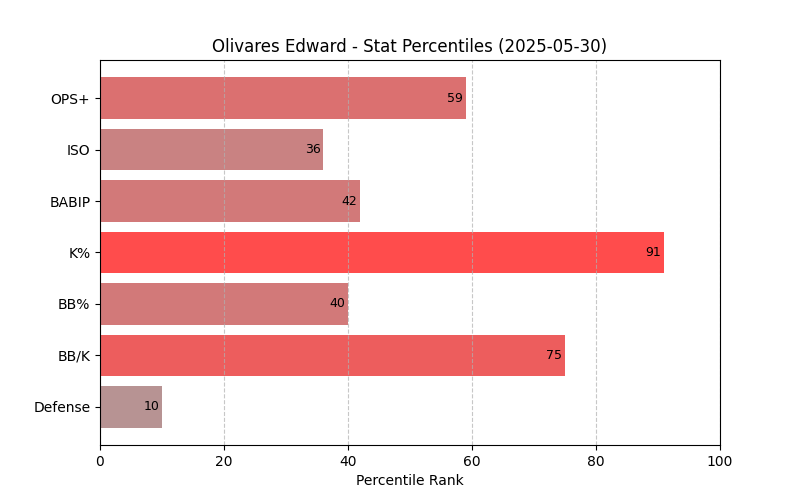 Olivares Edward - Stat Percentiles (2025-05-30)
OPS+ 59
ISO 36
BABIP 42
K% 91
BB% 40
BB/K 75
Defense 10
0 20 40 60 80 100
Percentile Rank